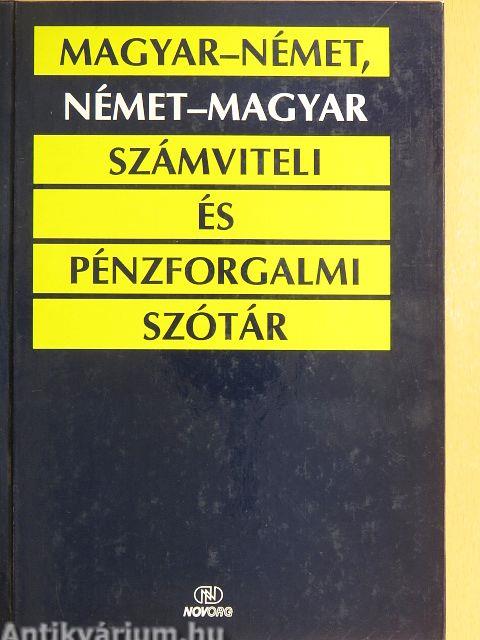 MAGYAR–NÉMET,
NÉMET–MAGYAR
SZÁMVITELI
ÉS
PÉNZFORGALMI
SZÓTÁR
NOVORG
Antikvárium.hu